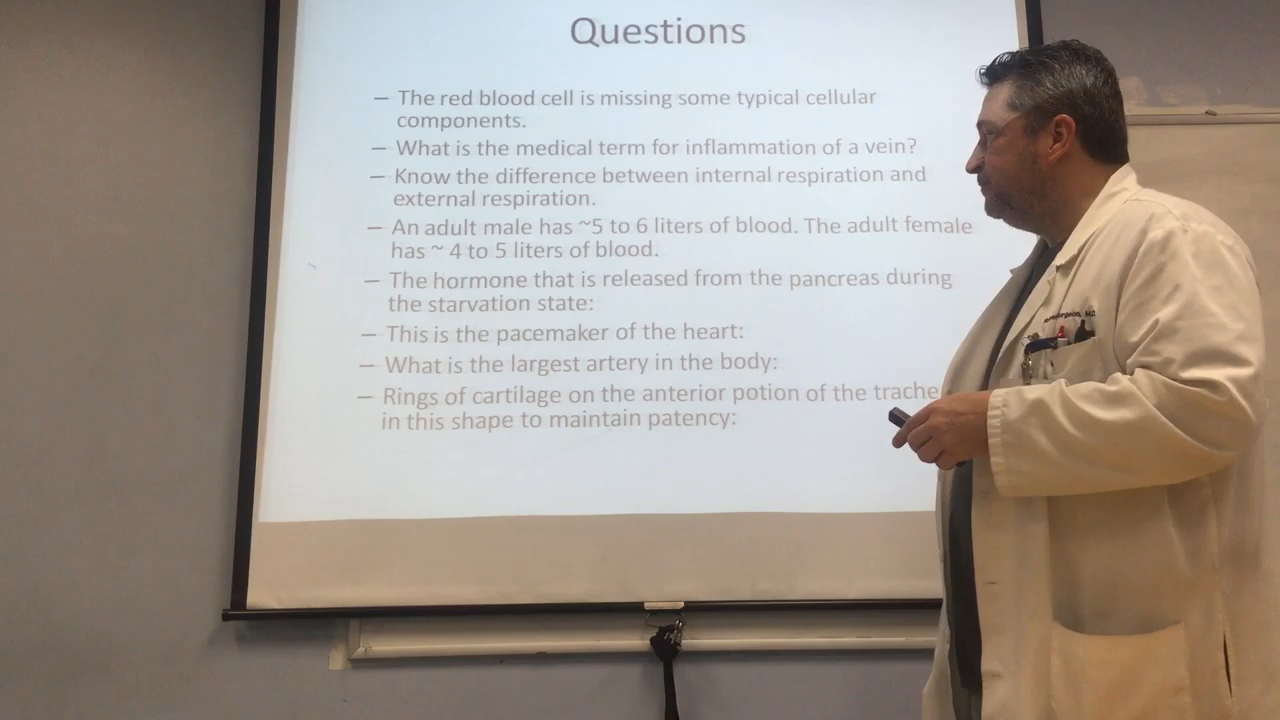 Questions
– The red blood cell is missing some typical cellular
components.
– What is the medical term for inflammation of a vein?
– Know the difference between internal respiration and
external respiration.
– An adult male has ~5 to 6 liters of blood. The adult female
has ~ 4 to 5 liters of blood.
– The hormone that is released from the pancreas during
the starvation state:
– This is the pacemaker of the heart:
– What is the largest artery in the body:
– Rings of cartilage on the anterior potion of the trache
in this shape to maintain patency: